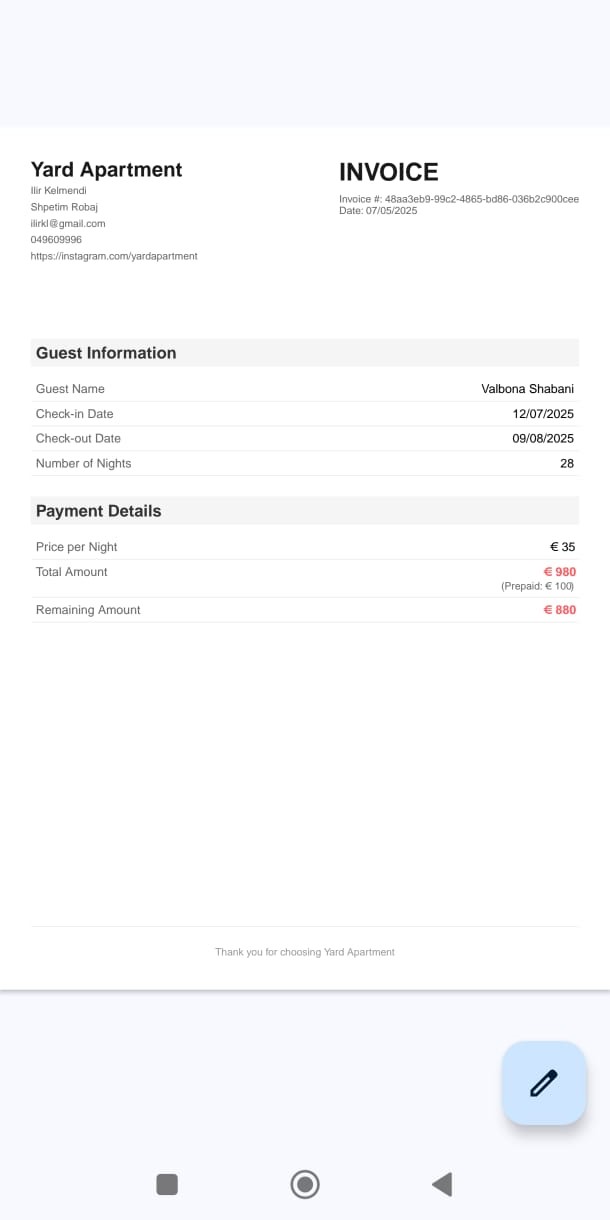 Yard Apartment
Ilir Kelmendi
Shpetim Robaj
ilirkl@gmail.com
049609996
https://instagram.com/yardapartment
INVOICE
Invoice #: 48aa3eb9-99c2-4865-bd86-036b2c900cee
Date: 07/05/2025
Guest Information
Guest Name Valbona Shabani
Check-in Date 12/07/2025
Check-out Date 09/08/2025
Number of Nights 28
Payment Details
Price per Night € 35
Total Amount € 980
(Prepaid: € 100)
Remaining Amount € 880
Thank you for choosing Yard Apartment